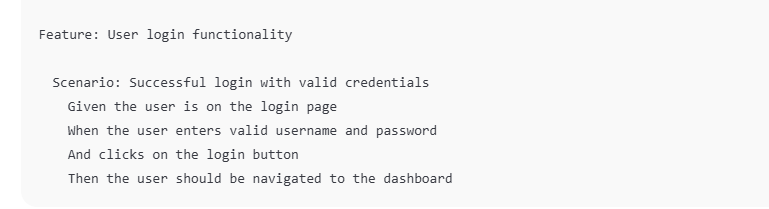 Feature: User login functionality
Scenario: Successful login with valid credentials
Given the user is on the login page
When the user enters valid username and password
And clicks on the login button
Then the user should be navigated to the dashboard